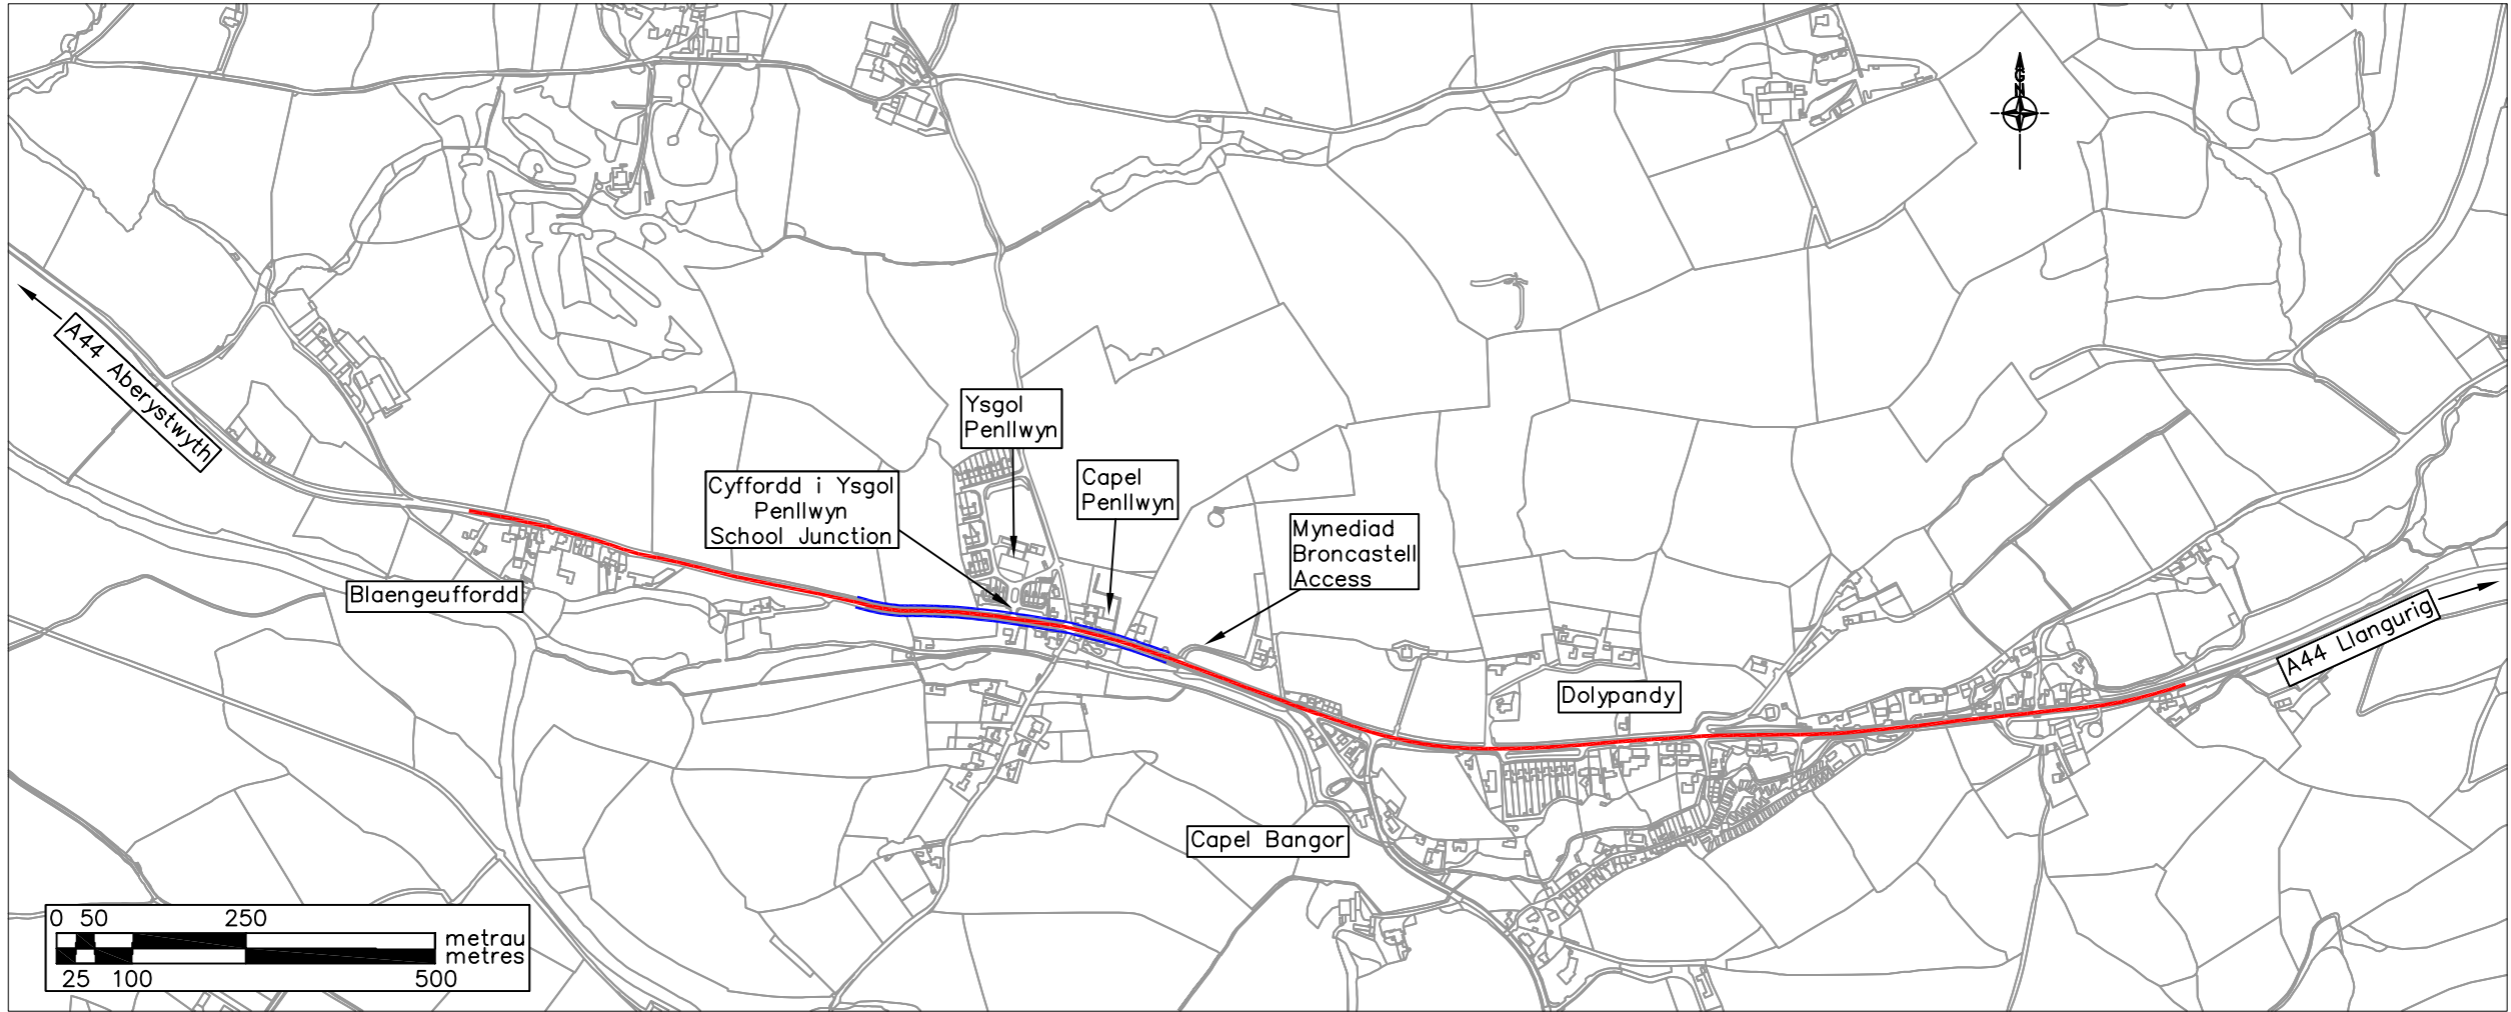 GN
A44 Aberystwyth
Ysgol
Penllwyn
Cyffordd i Ysgol
Penllwyn
School Junction
Capel
Penllwyn
Mynediad
Broncastell
Access
Blaengeuffordd
A44 Llangurig
Dolypandy
Capel Bangor
0 50 250
metrau
metres
25 100 500